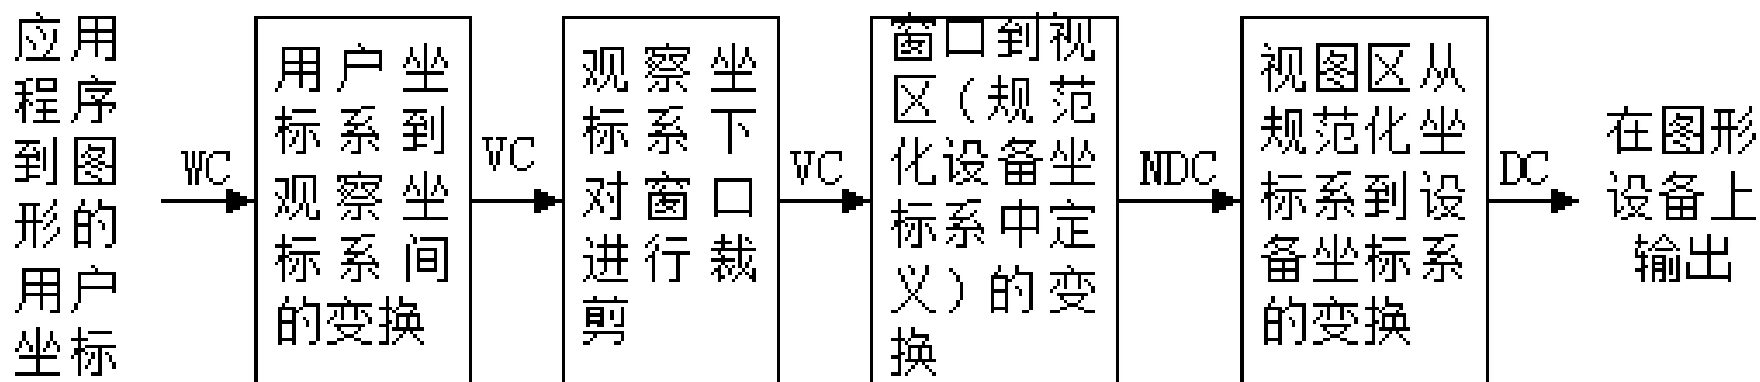 应用
程序
到图
形的
用户
坐标
WC
用户坐
标系到
观察坐
标系间
的变换
VC
观察坐
标系下
对窗口
进行裁
剪
VC
窗口到视
区（规范
化设备坐
标系中定
义）的变
换
NDC
视图区从
规范化坐
标系到设
备坐标系
的变换
DC
在图形
设备上
输出